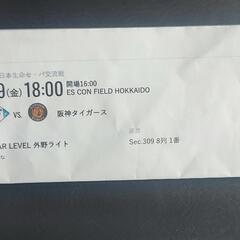 日本生命セ・パ交流戦
9(金) 18:00 開場16:00
ES CON FIELD HOKKAIDO
VS. 阪神タイガース
AR LEVEL 外野ライト
Sec.309 8列 1番
な